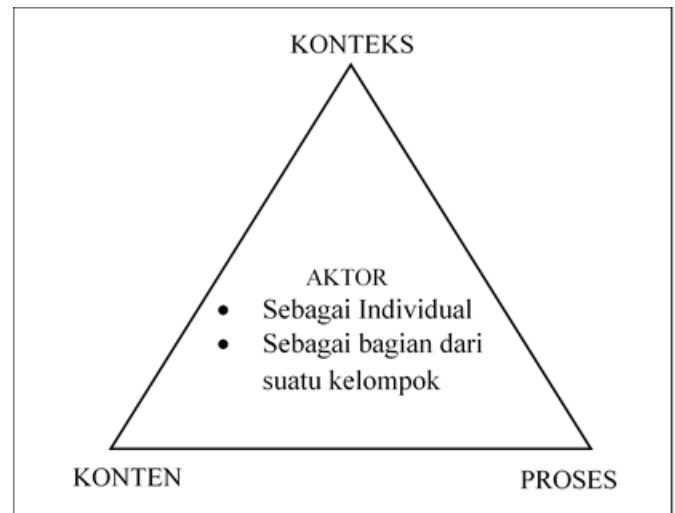 KONTEKS
AKTOR
• Sebagai Individual
• Sebagai bagian dari
suatu kelompok
KONTEN
PROSES